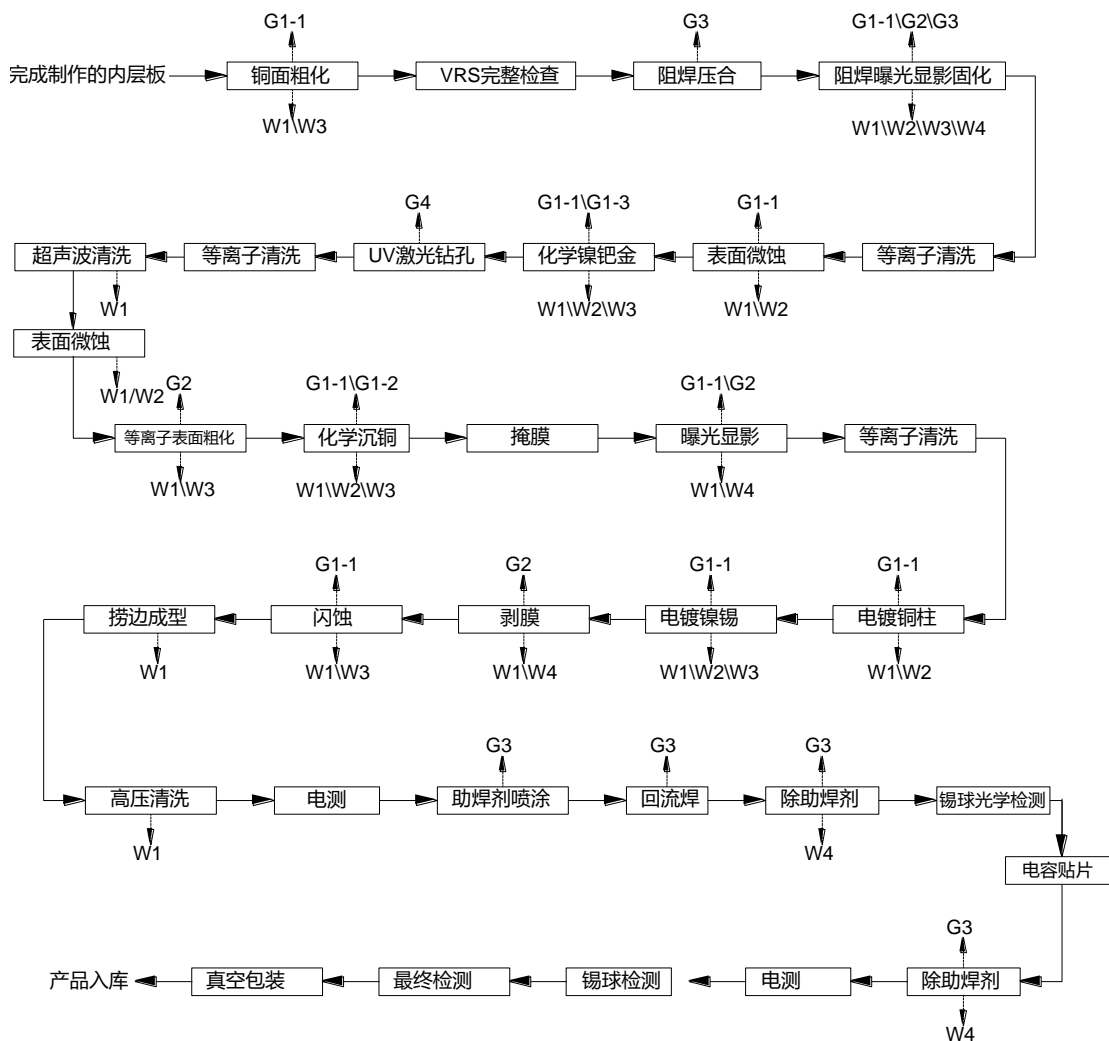 G1-1
G3
G1-1\G2\G3
完成制作的内层板
铜面粗化
VRS完整检查
阻焊压合
阻焊曝光显影固化
W1\W3
W1\W2\W3\W4
G4
G1-1\G1-3
G1-1
超声波清洗
等离子清洗
UV激光钻孔
化学镍钯金
表面微蚀
等离子清洗
W1
W1\W2\W3
W1\W2
表面微蚀
W1/W2
G2
G1-1\G1-2
G1-1\G2
等离子表面粗化
化学沉铜
掩膜
曝光显影
等离子清洗
W1\W3
W1\W2\W3
W1\W4
G1-1
G2
G1-1
G1-1
捞边成型
闪蚀
剥膜
电镀镍锡
电镀铜柱
W1
W1\W3
W1\W4
W1\W2\W3
W1\W2
G3
G3
G3
高压清洗
电测
助焊剂喷涂
回流焊
除助焊剂
锡球光学检测
W1
W4
电容贴片
G3
产品入库
真空包装
最终检测
锡球检测
电测
除助焊剂
W4